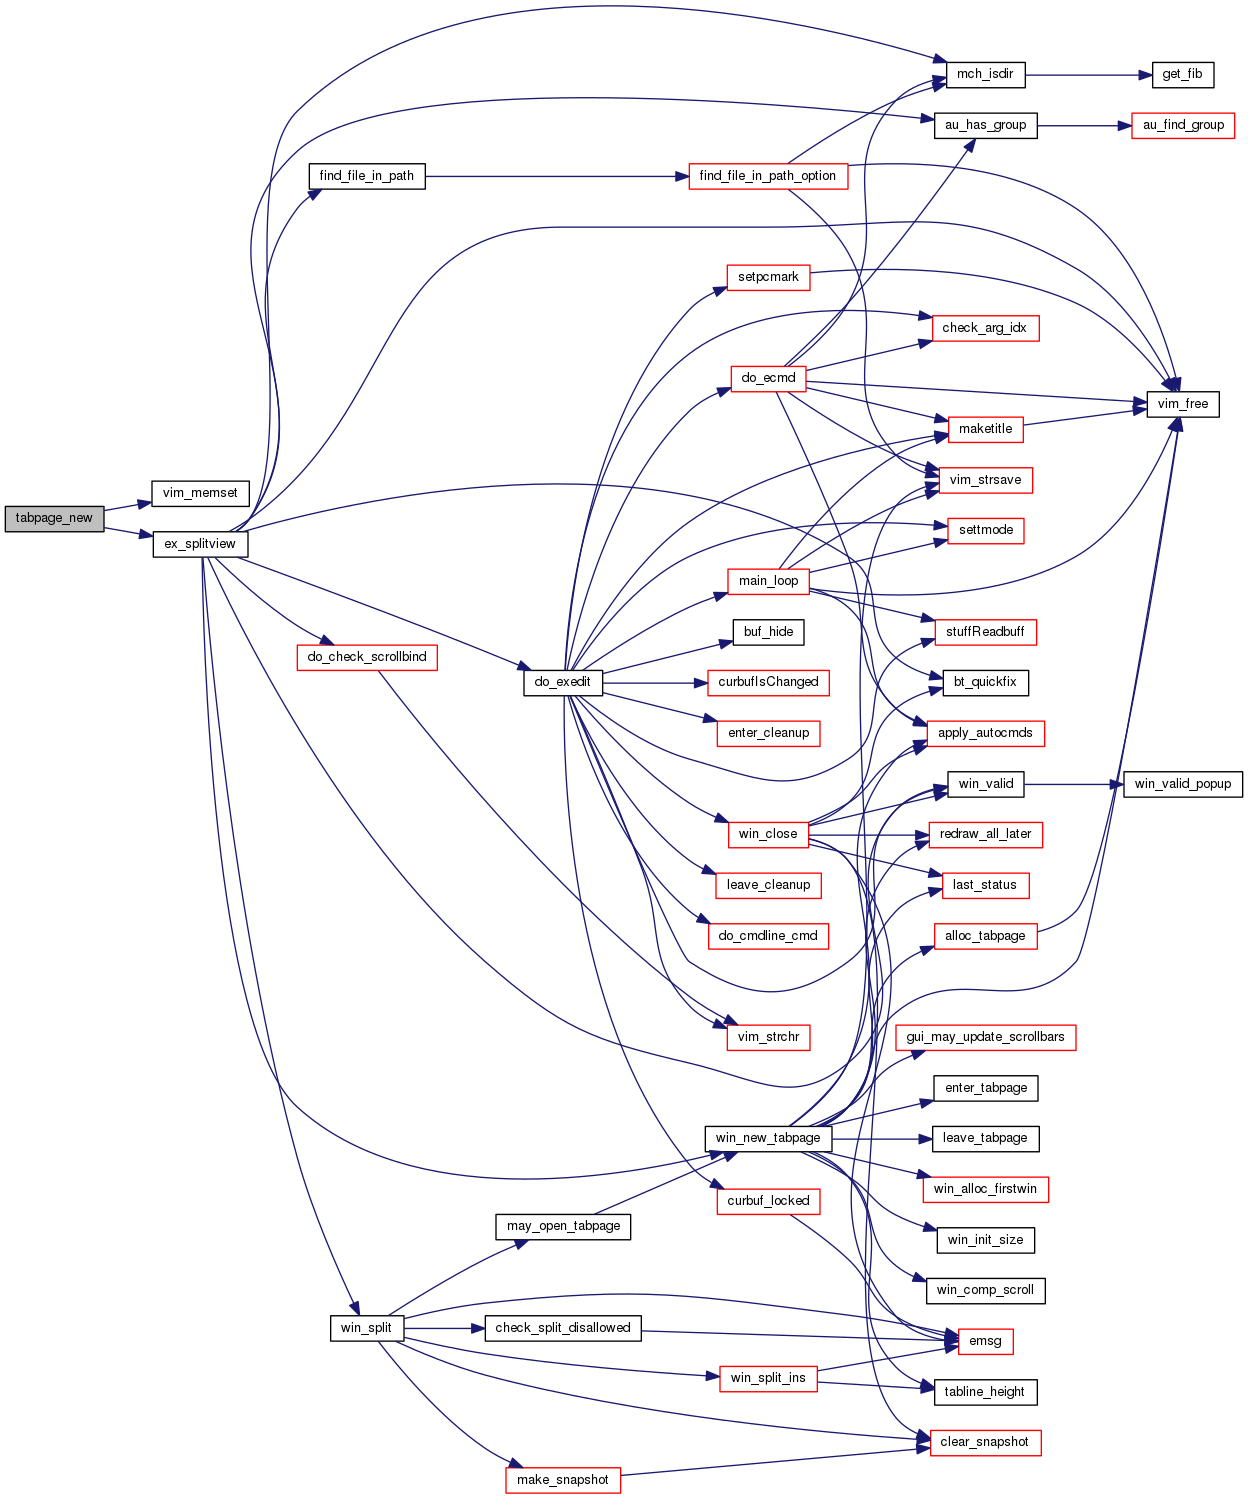 mch_isdir
get_fib
au_has_group
au_find_group
find_file_in_path
find_file_in_path_option
setpcmark
check_arg_idx
do_ecmd
vim_free
maketitle
vim_strsave
vim_memset
tabpage_new
ex_splitview
settmode
main_loop
stuffReadbuff
buf_hide
do_check_scrollbind
do_exedit
curbufIsChanged
bt_quickfix
enter_cleanup
apply_autocmds
win_valid
win_valid_popup
win_close
redraw_all_later
leave_cleanup
last_status
do_cmdline_cmd
alloc_tabpage
vim_strchr
gui_may_update_scrollbars
enter_tabpage
win_new_tabpage
leave_tabpage
win_alloc_firstwin
curbuf_locked
may_open_tabpage
win_init_size
win_comp_scroll
win_split
check_split_disallowed
emsg
win_split_ins
tabline_height
clear_snapshot
make_snapshot